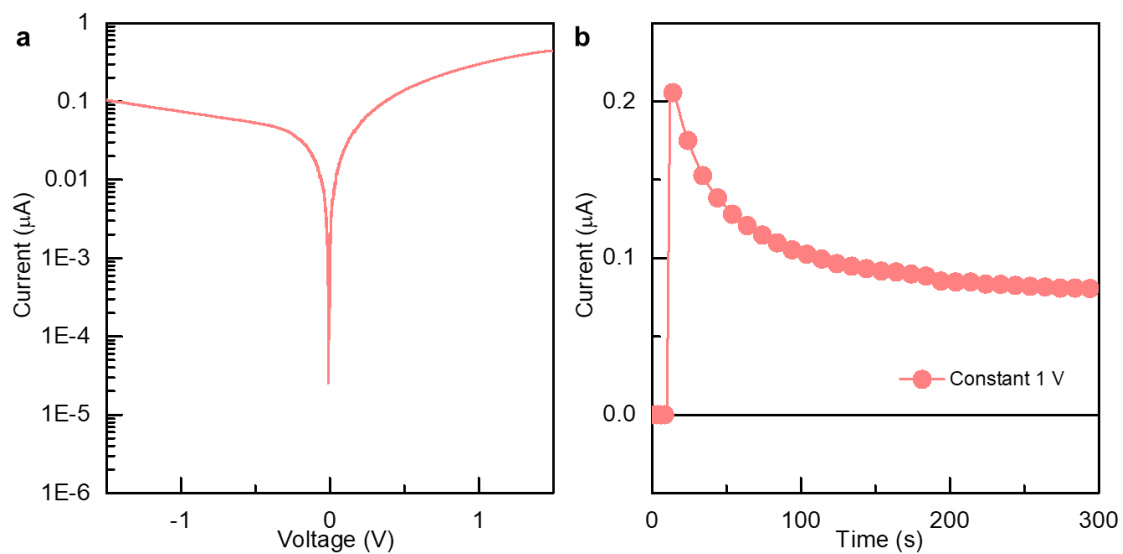 a
1
0.1
0.01
1E-3
1E-4
1E-5
1E-6
Current (μA)
-1
0
1
Voltage (V)
b
0.2
0.1
0.0
Current (μA)
Constant 1 V
0
100
200
300
Time (s)